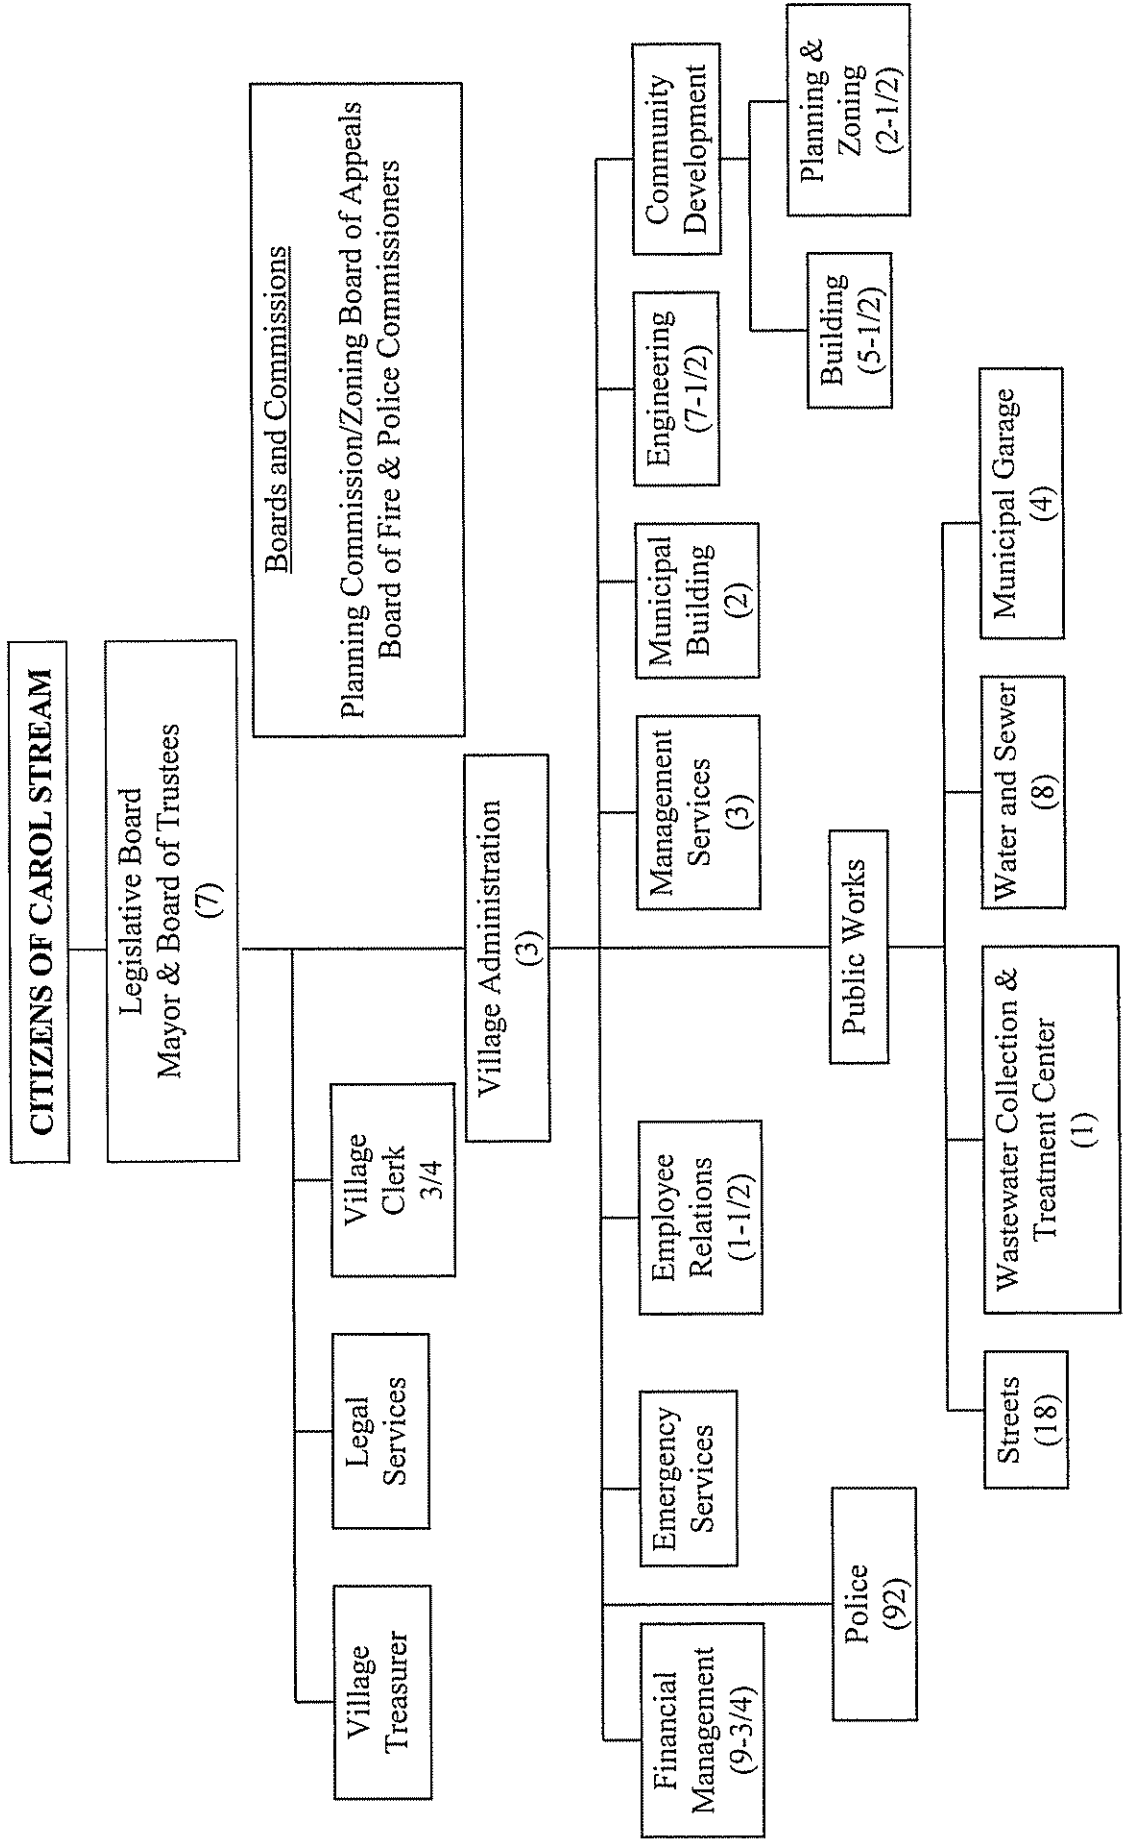 CITIZENS OF CAROL STREAM
Legislative Board
Mayor & Board of Trustees
(7)
Boards and Commissions
Planning Commission/Zoning Board of Appeals
Board of Fire & Police Commissioners
Village
Treasurer
Legal
Services
Village
Clerk
3/4
Village Administration
(3)
Financial
Management
(9-3/4)
Police
(92)
Emergency
Services
Employee
Relations
(1-1/2)
Public Works
Management
Services
(3)
Municipal
Building
(2)
Engineering
(7-1/2)
Community
Development
Building
(5-1/2)
Planning &
Zoning
(2-1/2)
Streets
(18)
Wastewater Collection &
Treatment Center
(1)
Water and Sewer
(8)
Municipal Garage
(4)